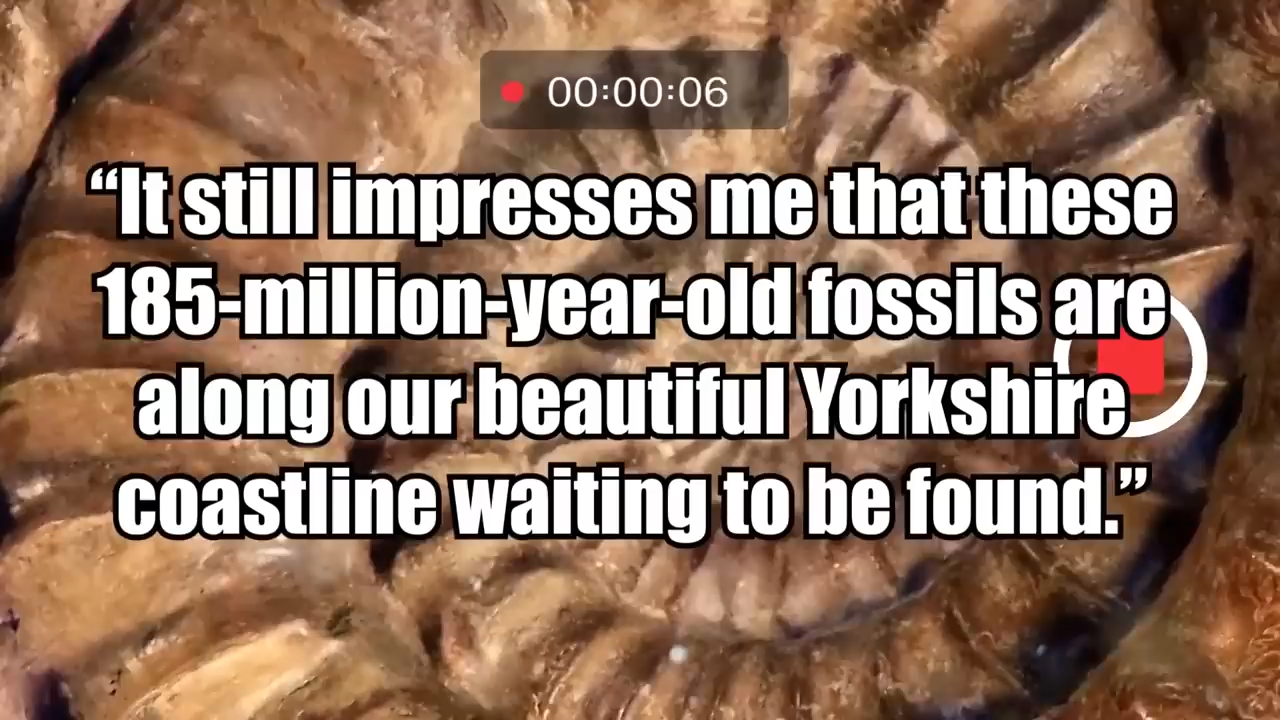 00:00:06
“It still impresses me that these
185-million-year-old fossils are
along our beautiful Yorkshire
coastline waiting to be found.”